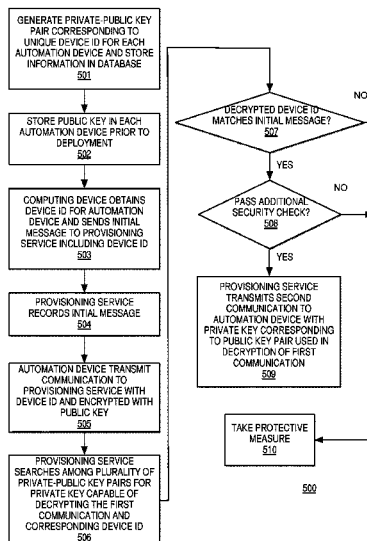 GENERATE PRIVATE-PUBLIC KEY
PAIR CORRESPONDING TO
UNIQUE DEVICE ID FOR EACH
AUTOMATION DEVICE AND STORE
INFORMATION IN DATABASE
501
STORE PUBLIC KEY IN EACH
AUTOMATION DEVICE PRIOR TO
DEPLOYMENT
502
COMPUTING DEVICE OBTAINS
DEVICE ID FOR AUTOMATION
DEVICE AND SENDS INITIAL
MESSAGE TO PROVISIONING
SERVICE INCLUDING DEVICE ID
503
PROVISIONING SERVICE
RECORDS INTIAL MESSAGE
504
AUTOMATION DEVICE TRANSMIT
COMMUNICATION TO
PROVISIONING SERVICE WITH
DEVICE ID AND ENCRYPTED WITH
PUBLIC KEY
505
PROVISIONING SERVICE
SEARCHES AMONG PLURALITY OF
PRIVATE-PUBLIC KEY PAIRS FOR
PRIVATE KEY CAPABLE OF
DECRYPTING THE FIRST
COMMUNICATION AND
CORRESPONDING DEVICE ID
506
DECRYPTED DEVICE ID
MATCHES INITIAL MESSAGE?
507
NO
YES
PASS ADDITIONAL
SECURITY CHECK?
508
NO
YES
PROVISIONING SERVICE
TRANSMITS SECOND
COMMUNICATION TO
AUTOMATION DEVICE WITH
PRIVATE KEY CORRESPONDING
TO PUBLIC KEY PAIR USED IN
DECRYPTION OF FIRST
COMMUNICATION
509
TAKE PROTECTIVE
MEASURE
510
500